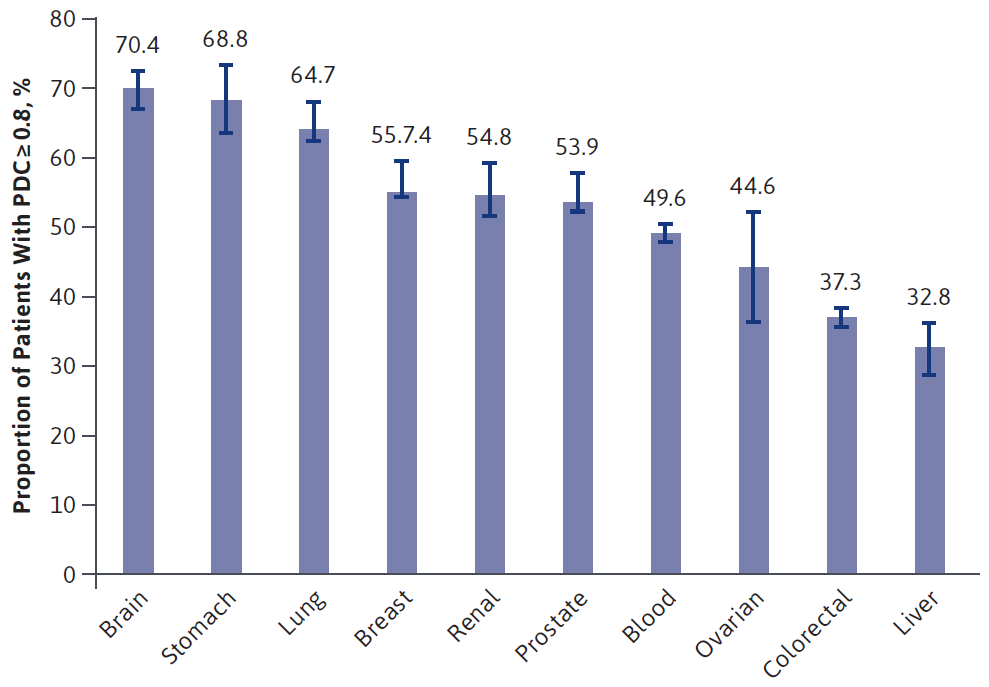 Proportion of Patients With PDC≥0.8, %
80
70
60
50
40
30
20
10
0
70.4
68.8
64.7
55.7.4
54.8
53.9
49.6
44.6
37.3
32.8
Brain
Stomach
Lung
Breast
Renal
Prostate
Blood
Ovarian
Colorectal
Liver